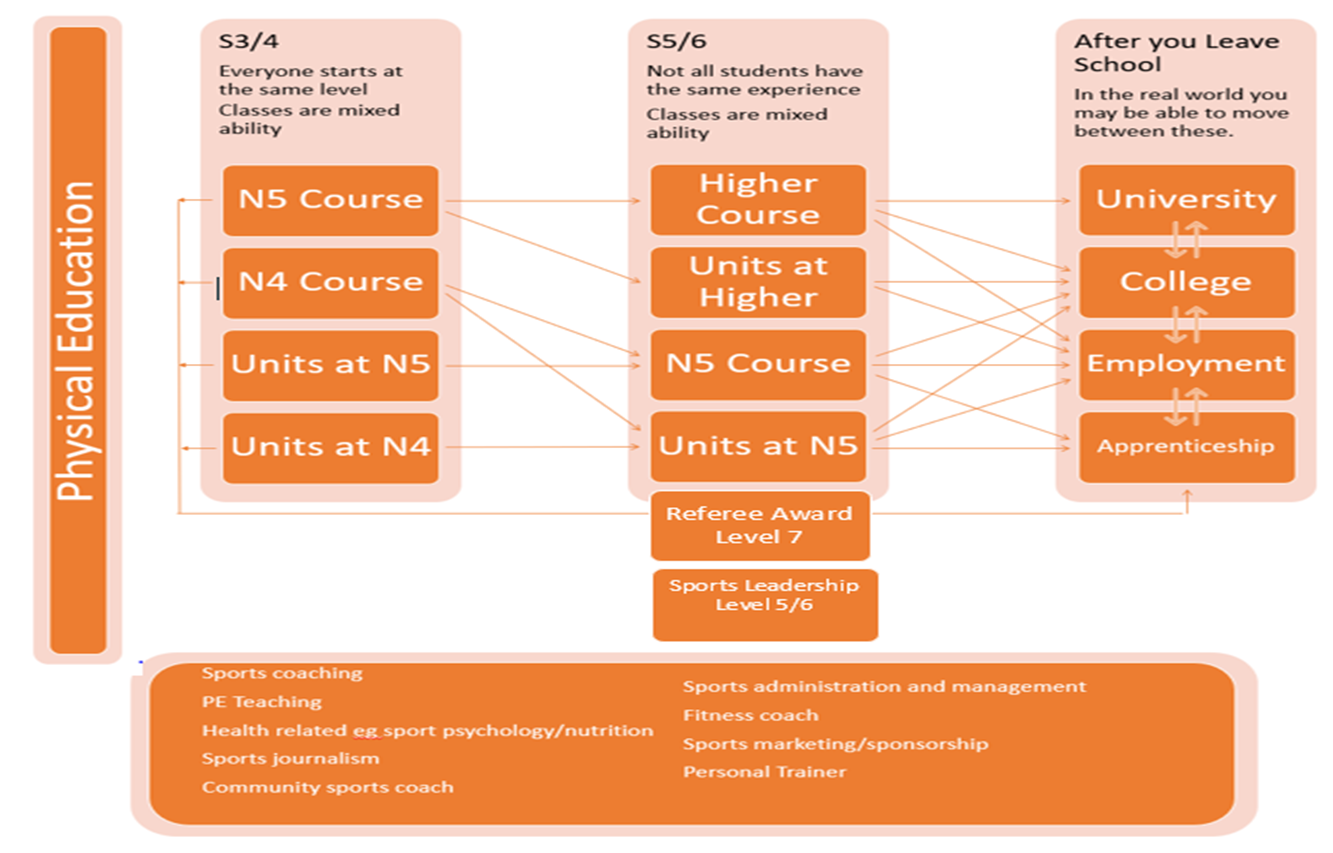 Physical Education
S3/4
Everyone starts at
the same level
Classes are mixed
ability
N5 Course
N4 Course
Units at N5
Units at N4
S5/6
Not all students have
the same experience
Classes are mixed
ability
Higher
Course
Units at
Higher
N5 Course
Units at N5
Referee Award
Level 7
Sports Leadership
Level 5/6
After you Leave
School
In the real world you
may be able to move
between these.
University
College
Employment
Apprenticeship
Sports coaching
PE Teaching
Health related eg sport psychology/nutrition
Sports journalism
Community sports coach
Sports administration and management
Fitness coach
Sports marketing/sponsorship
Personal Trainer